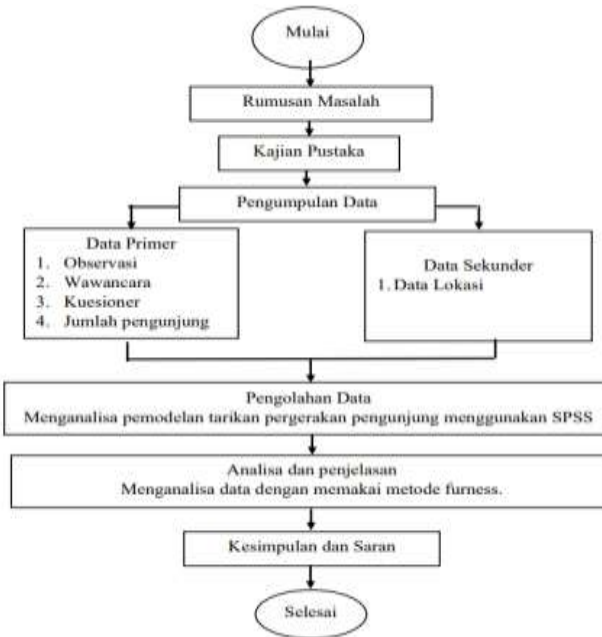 Mulai
Rumusan Masalah
Kajian Pustaka
Pengumpulan Data
Data Primer
1. Observasi
2. Wawancara
3. Kuesioner
4. Jumlah pengunjung
Data Sekunder
1. Data Lokasi
Pengolahan Data
Menganalisa pemodelan tarikan pergerakan pengunjung menggunakan SPSS
Analisa dan penjelasan
Menganalisa data dengan memakai metode furness.
Kesimpulan dan Saran
Selesai